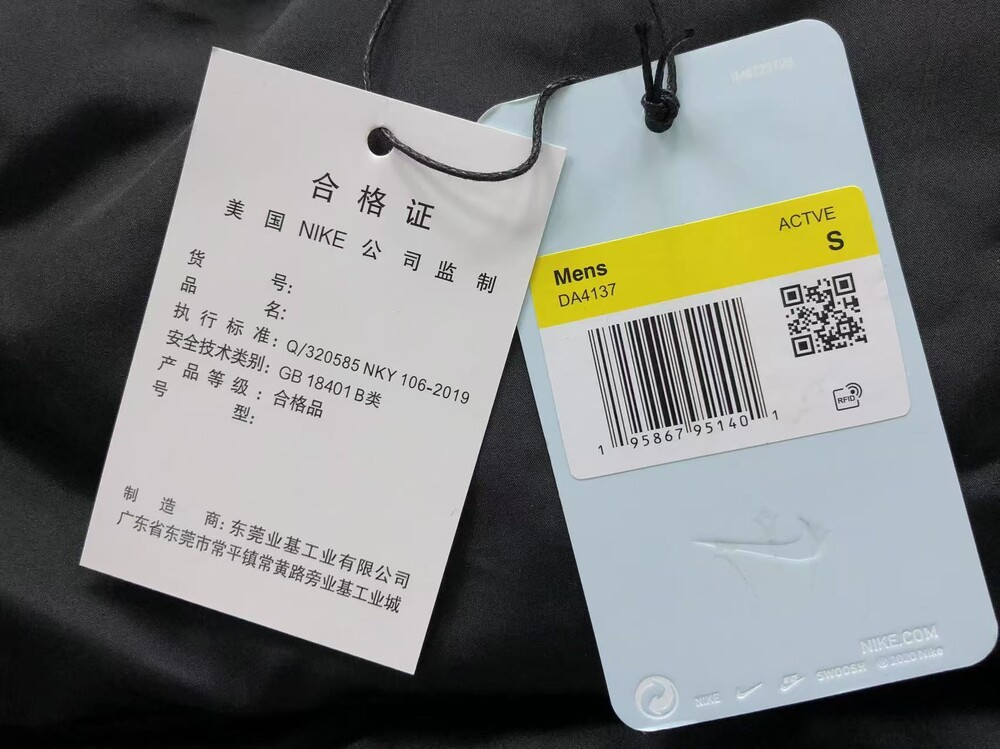 合格证
美国NIKE公司监制
货号:
品名:
执行标准: Q/320585 NKY 106-2019
安全技术类别: GB 18401 B类
产品等级: 合格品
号型:
制造商: 东莞业基工业有限公司
广东省东莞市常平镇常黄路旁业基工业城
ACTVE
S
Mens
DA4137
RFID
1 95867 95140 1
NIKE.COM
NIKE
SWOOSH © 2020 Nike